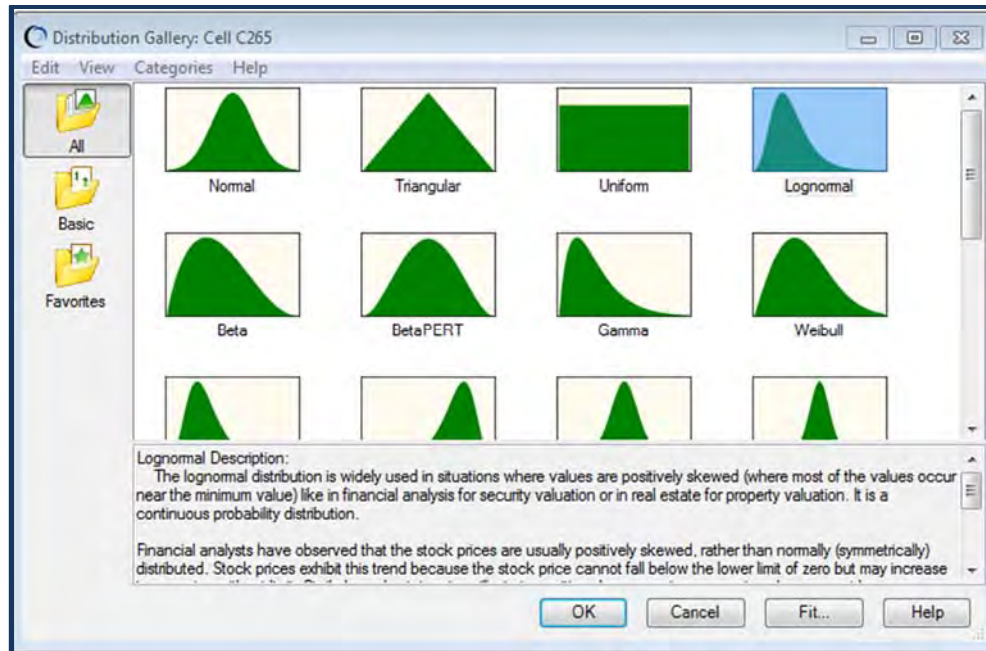 Distribution Gallery: Cell C265
Edit View Categories Help
All
Basic
Favorites
Normal Triangular Uniform Lognormal
Beta BetaPERT Gamma Weibull
Lognormal Description:
The lognormal distribution is widely used in situations where values are positively skewed (where most of the values occur
near the minimum value) like in financial analysis for security valuation or in real estate for property valuation. It is a
continuous probability distribution.
Financial analysts have observed that the stock prices are usually positively skewed, rather than normally (symmetrically)
distributed. Stock prices exhibit this trend because the stock price cannot fall below the lower limit of zero but may increase
OK Cancel Fit... Help